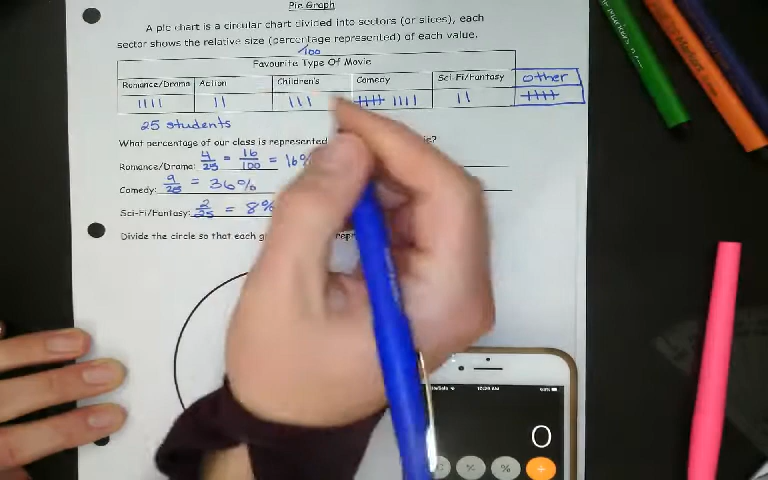 Pie Graph
A pie chart is a circular chart divided into sectors (or slices), each
sector shows the relative size (percentage represented) of each value.
/100
Favourite Type Of Movie
Romance/Drama Action Children's Comedy Sci-Fi/Fantasy other
25 students
What percentage of our class is represented
Romance/Drama: 4/25 = 16/100 = 16%
Comedy: 9/25 = 36%
Sci-Fi/Fantasy: 2/25 = 8%
Divide the circle so that each
10:39 AM
0
%
+